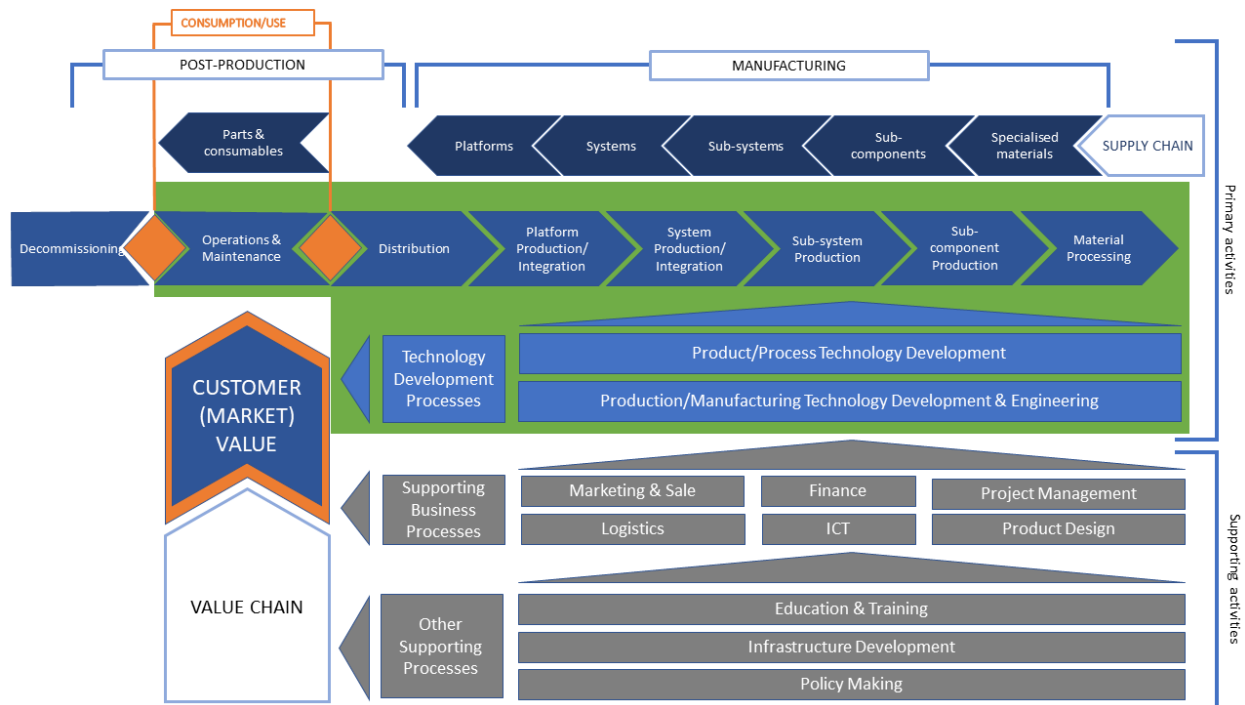 CONSUMPTION/USE
POST-PRODUCTION
MANUFACTURING
Parts &
consumables
Platforms
Systems
Sub-systems
Sub-
components
Specialised
materials
SUPPLY CHAIN
Decommissioning
Operations &
Maintenance
Distribution
Platform
Production/
Integration
System
Production/
Integration
Sub-system
Production
Sub-
component
Production
Material
Processing
Primary activities
CUSTOMER
(MARKET)
VALUE
Technology
Development
Processes
Product/Process Technology Development
Production/Manufacturing Technology Development & Engineering
Supporting
Business
Processes
Marketing & Sale
Finance
Project Management
Logistics
ICT
Product Design
Supporting activities
VALUE CHAIN
Other
Supporting
Processes
Education & Training
Infrastructure Development
Policy Making